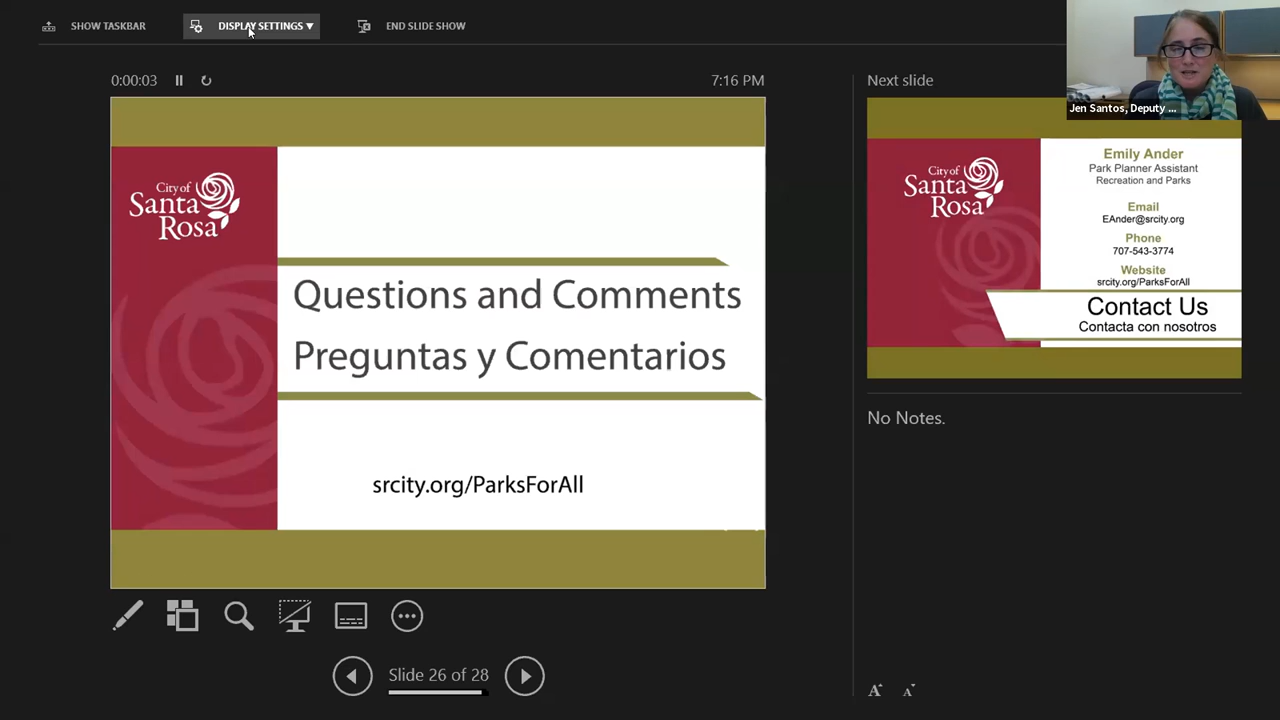 SHOW TASKBAR
DISPLAY SETTINGS ▼
END SLIDE SHOW
Jen Santos, Deputy ...
0:00:03
7:16 PM
City of
Santa
Rosa
Questions and Comments
Preguntas y Comentarios
srcity.org/ParksForAll
Slide 26 of 28
Next slide
City of
Santa
Rosa
Emily Ander
Park Planner Assistant
Recreation and Parks
Email
EAnder@srcity.org
Phone
707-543-3774
Website
srcity.org/ParksForAll
Contact Us
Contacta con nosotros
No Notes.
A A